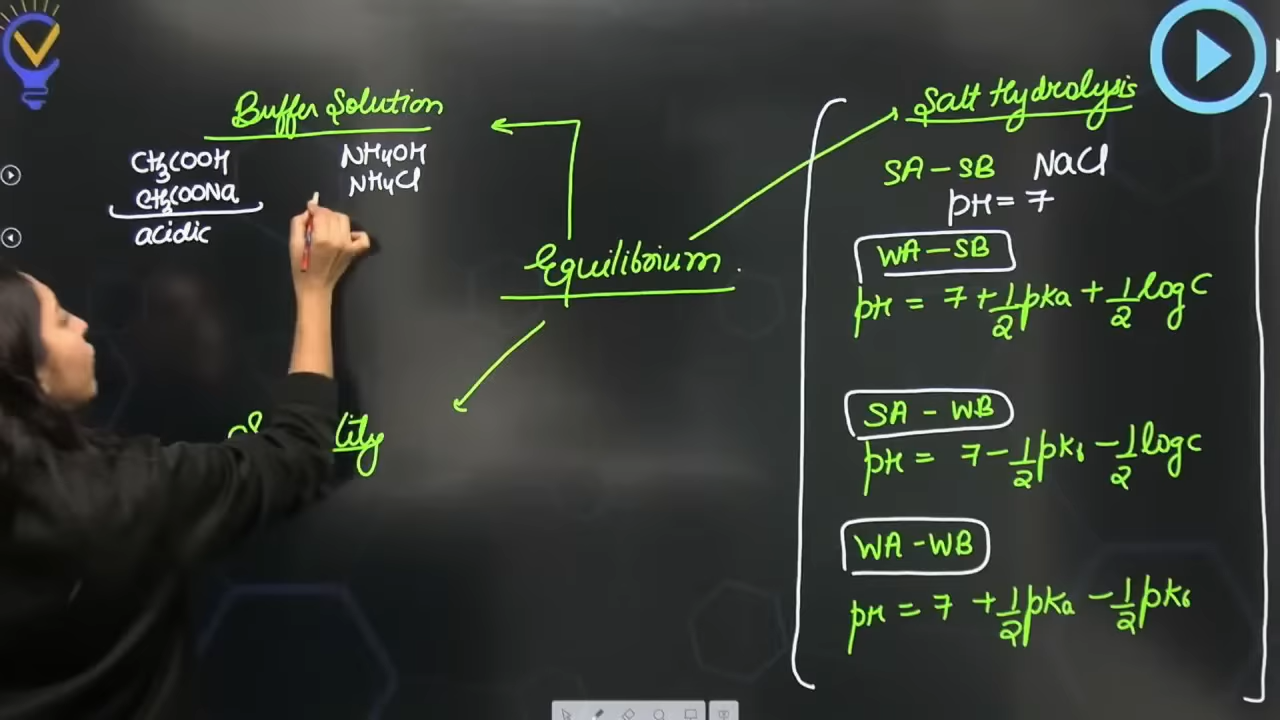 Buffer Solution
CH3COOH
CH3COONa
acidic
NH4OH
NH4Cl
Equilibrium.
lity
Salt Hydrolysis
SA - SB NaCl
pH = 7
WA - SB
pH = 7 + 1/2 pKa + 1/2 log C
SA - WB
pH = 7 - 1/2 pKb - 1/2 log C
WA - WB
pH = 7 + 1/2 pKa - 1/2 pKb